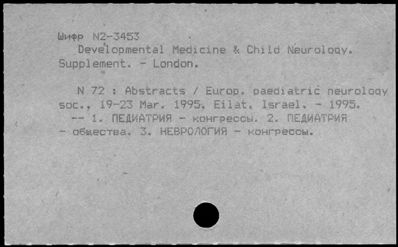 Шифр N2-3453
Developmental Medicine & Child Neurology.
Supplement. - London.
N 72 : Abstracts / Europ. paediatric neurology
soc., 19-23 Mar. 1995, Eilat, Israel. - 1995.
-- 1. ПЕДИАТРИЯ - конгрессы. 2. ПЕДИАТРИЯ
- общества. 3. НЕВРОЛОГИЯ - конгрессы.